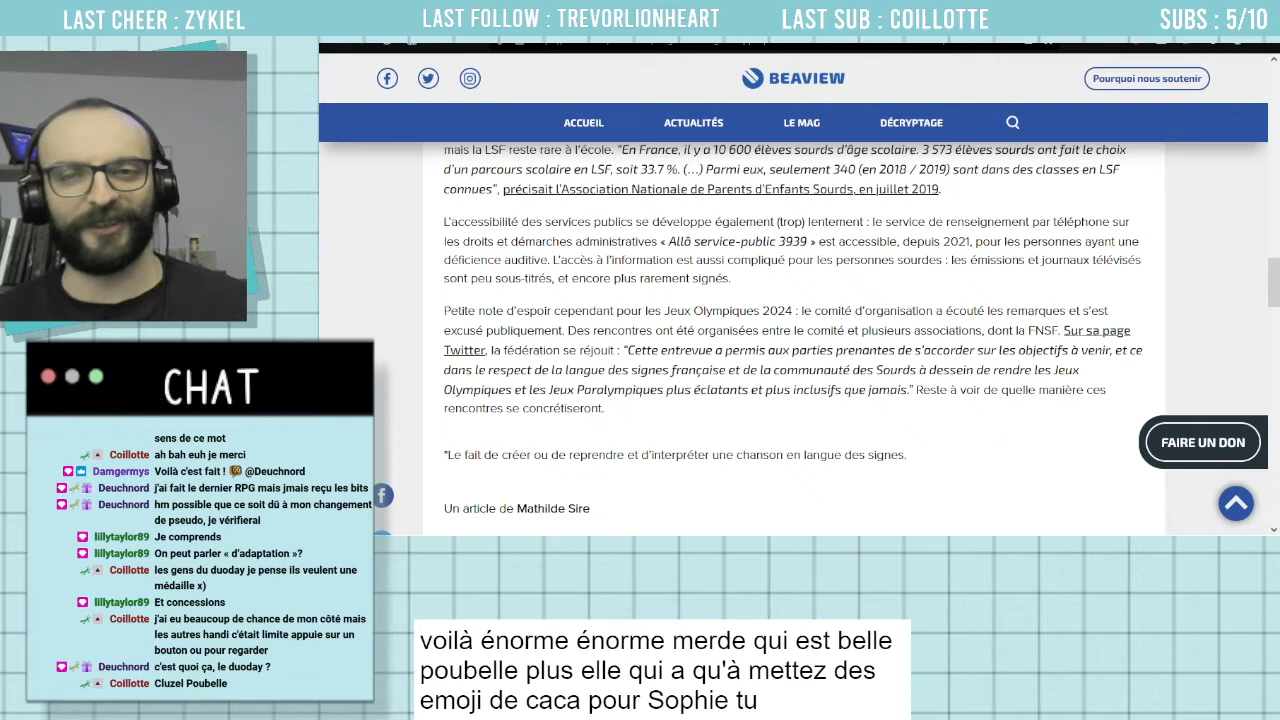 LAST CHEER : ZYKIEL
LAST FOLLOW : TREVORLIONHEART
LAST SUB : COILLOTTE
SUBS : 5/10
BEAVIEW
Pourquoi nous soutenir
ACCUEIL
ACTUALITÉS
LE MAG
DÉCRYPTAGE
mais la LSF reste rare à l'école. "En France, il y a 10 600 élèves sourds d'âge scolaire. 3 573 élèves sourds ont fait le choix
d'un parcours scolaire en LSF, soit 33.7 %. (…) Parmi eux, seulement 340 (en 2018 / 2019) sont dans des classes en LSF
connues", précisait l'Association Nationale de Parents d'Enfants Sourds, en juillet 2019.
L'accessibilité des services publics se développe également (trop) lentement : le service de renseignement par téléphone sur
les droits et démarches administratives « Allô service-public 3939 » est accessible, depuis 2021, pour les personnes ayant une
déficience auditive. L'accès à l'information est aussi compliqué pour les personnes sourdes : les émissions et journaux télévisés
sont peu sous-titrés, et encore plus rarement signés.
Petite note d'espoir cependant pour les Jeux Olympiques 2024 : le comité d'organisation a écouté les remarques et s'est
excusé publiquement. Des rencontres ont été organisées entre le comité et plusieurs associations, dont la FNSF. Sur sa page
Twitter, la fédération se réjouit : "Cette entrevue a permis aux parties prenantes de s'accorder sur les objectifs à venir, et ce
dans le respect de la langue des signes française et de la communauté des Sourds à dessein de rendre les Jeux
Olympiques et les Jeux Paralympiques plus éclatants et plus inclusifs que jamais." Reste à voir de quelle manière ces
rencontres se concrétiseront.
*Le fait de créer ou de reprendre et d'interpréter une chanson en langue des signes.
Un article de Mathilde Sire
FAIRE UN DON
CHAT
sens de ce mot
Coillotte ah bah euh je merci
Damgermys Voilà c'est fait ! @Deuchnord
Deuchnord j'ai fait le dernier RPG mais jmais reçu les bits
Deuchnord hm possible que ce soit dû à mon changement
de pseudo, je vérifierai
lillytaylor89 Je comprends
lillytaylor89 On peut parler « d'adaptation »?
Coillotte les gens du duoday je pense ils veulent une
médaille x)
lillytaylor89 Et concessions
Coillotte j'ai eu beaucoup de chance de mon côté mais
les autres handi c'était limite appuie sur un
bouton ou pour regarder
Deuchnord c'est quoi ça, le duoday ?
Coillotte Cluzel Poubelle
voilà énorme énorme merde qui est belle
poubelle plus elle qui a qu'à mettez des
emoji de caca pour Sophie tu